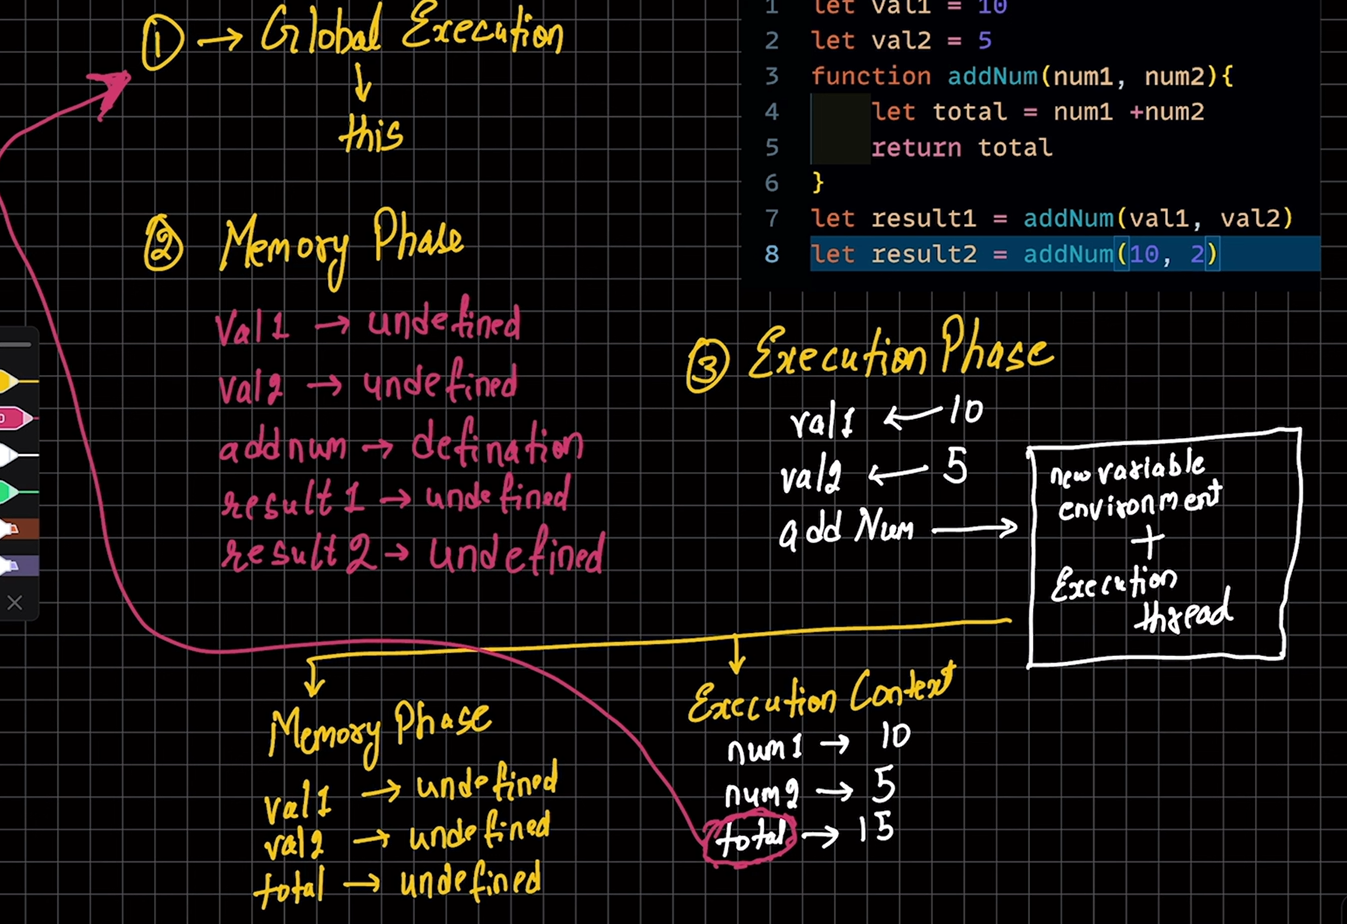 ① → Global Execution
↓
this
② Memory Phase
Val1 → undefined
val2 → undefined
addnum → defination
result1 → undefined
result2 → undefined
1 let val1 = 10
2 let val2 = 5
3 function addNum(num1, num2){
4 let total = num1 +num2
5 return total
6 }
7 let result1 = addNum(val1, val2)
8 let result2 = addNum(10, 2)
③ Execution Phase
val1 ← 10
val2 ← 5
add Num →
new variable
environment
+
Execution
thread
Memory Phase
val1 → undefined
val2 → undefined
total → undefined
Execution Context
num1 → 10
num2 → 5
total → 15